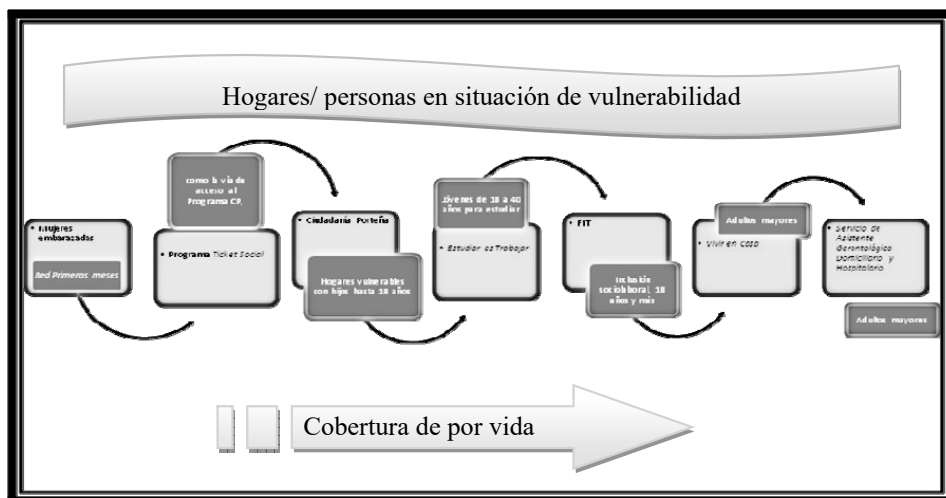 Hogares/ personas en situación de vulnerabilidad
• Mujeres
embarazadas
Red Primeros meses
como la vía de
acceso al
Programa CP,
• Programa Ticket Social
• Ciudadanía Porteña
Hogares vulnerables
con hijos hasta 18 años
Jóvenes de 18 a 40
años para estudiar
• Estudiar es Trabajar
• FIT
Inclusión
sociolaboral, 18
años y más
Adultos mayores
• Vivir en Casa
• Servicio de
Asistente
Gerontológico
Domiciliario y
Hospitalario
Adultos mayores
Cobertura de por vida